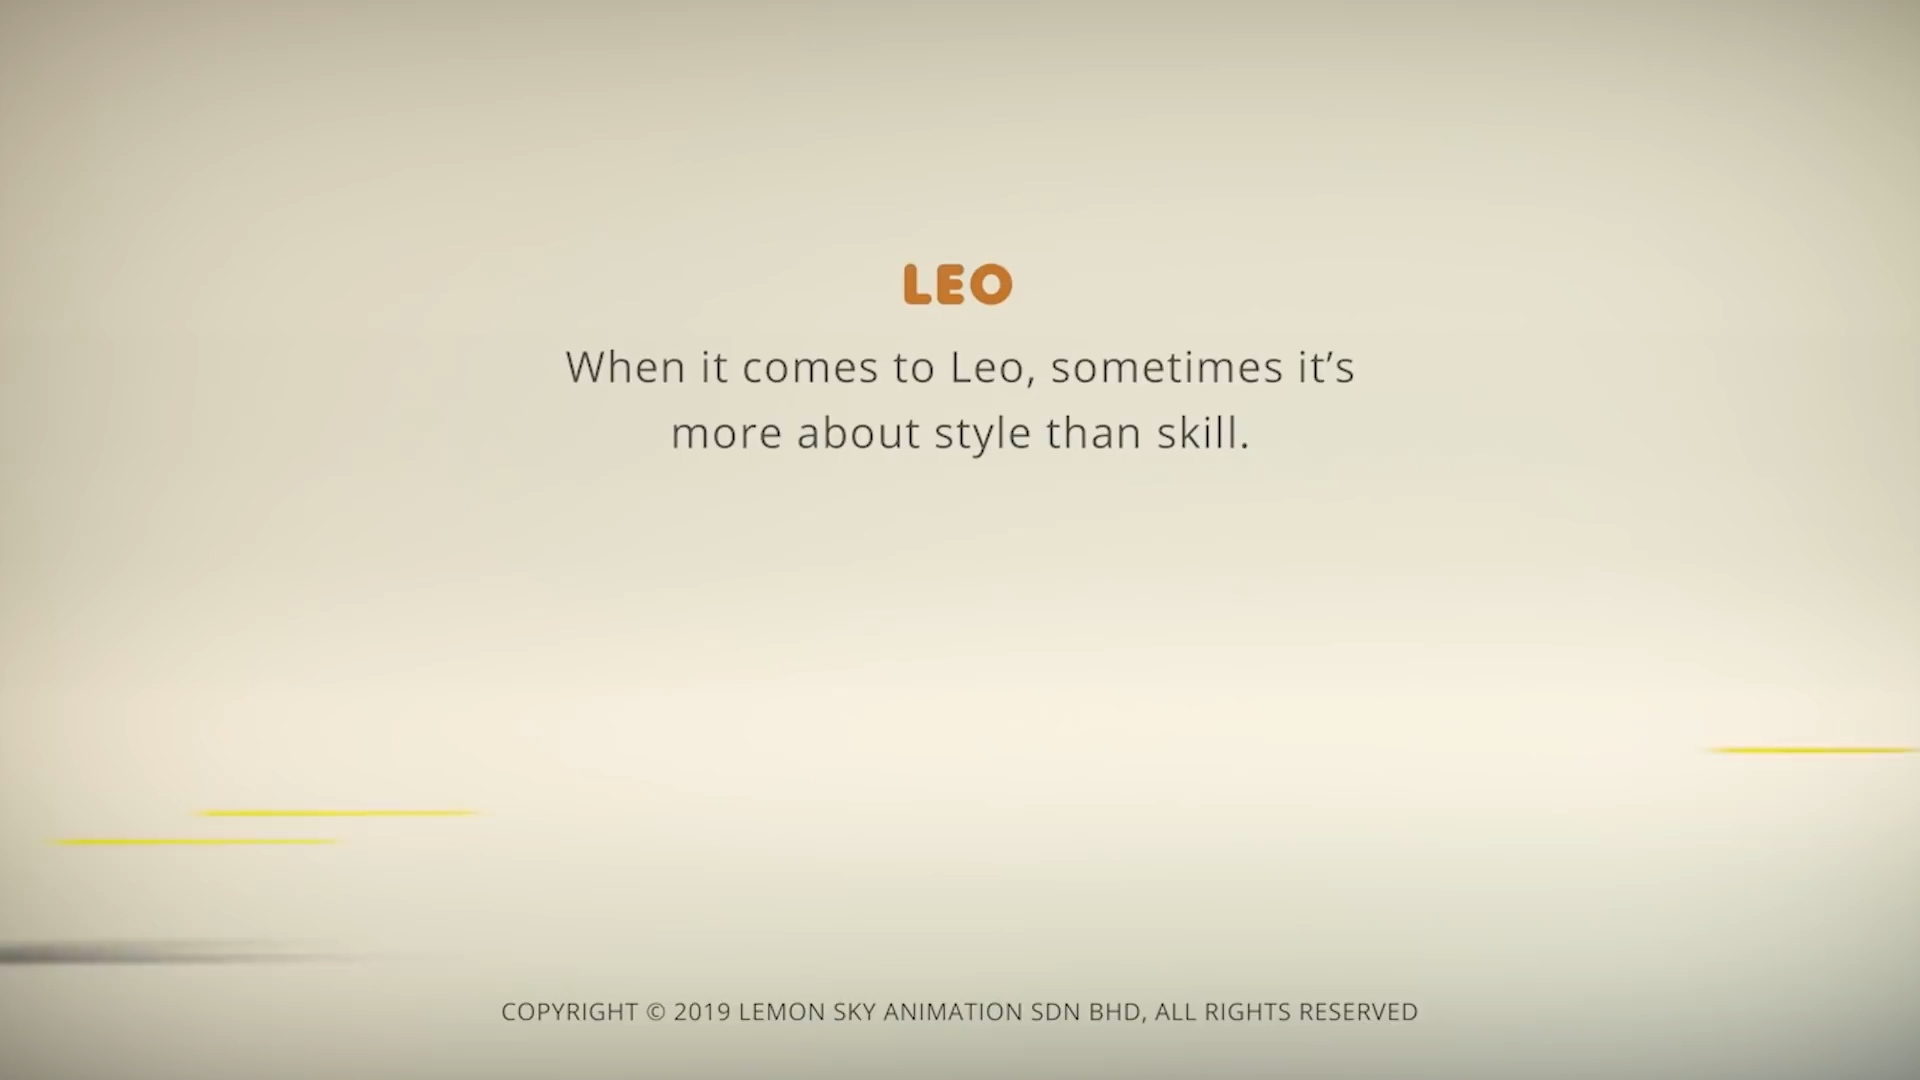 LEO
When it comes to Leo, sometimes it’s
more about style than skill.
COPYRIGHT © 2019 LEMON SKY ANIMATION SDN BHD, ALL RIGHTS RESERVED